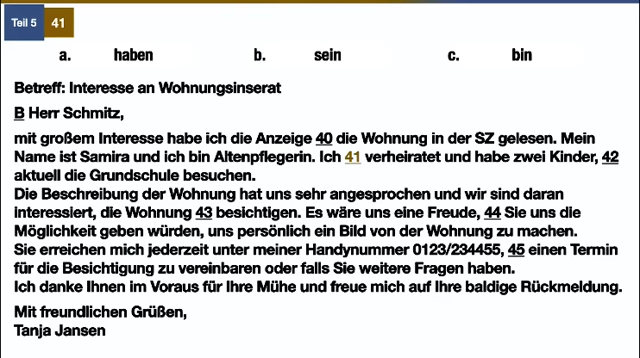 Teil 5 41
a. haben b. sein c. bin
Betreff: Interesse an Wohnungsinserat
B Herr Schmitz,
mit großem Interesse habe ich die Anzeige 40 die Wohnung in der SZ gelesen. Mein
Name ist Samira und ich bin Altenpflegerin. Ich 41 verheiratet und habe zwei Kinder, 42
aktuell die Grundschule besuchen.
Die Beschreibung der Wohnung hat uns sehr angesprochen und wir sind daran
interessiert, die Wohnung 43 besichtigen. Es wäre uns eine Freude, 44 Sie uns die
Möglichkeit geben würden, uns persönlich ein Bild von der Wohnung zu machen.
Sie erreichen mich jederzeit unter meiner Handynummer 0123/234455, 45 einen Termin
für die Besichtigung zu vereinbaren oder falls Sie weitere Fragen haben.
Ich danke Ihnen im Voraus für Ihre Mühe und freue mich auf Ihre baldige Rückmeldung.
Mit freundlichen Grüßen,
Tanja Jansen